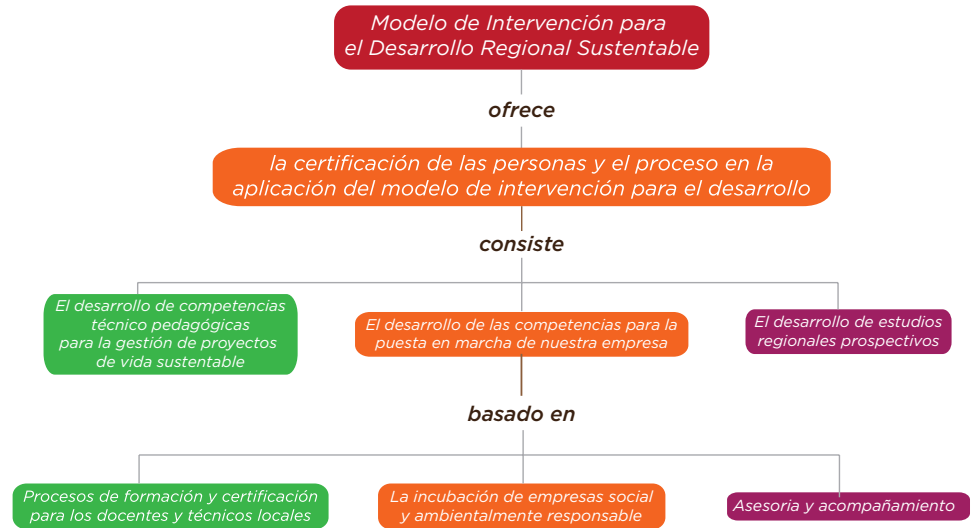 Modelo de Intervención para
el Desarrollo Regional Sustentable
ofrece
la certificación de las personas y el proceso en la
aplicación del modelo de intervención para el desarrollo
consiste
El desarrollo de competencias
técnico pedagógicas
para la gestión de proyectos
de vida sustentable
El desarrollo de las competencias para la
puesta en marcha de nuestra empresa
El desarrollo de estudios
regionales prospectivos
basado en
Procesos de formación y certificación
para los docentes y técnicos locales
La incubación de empresas social
y ambientalmente responsable
Asesoria y acompañamiento